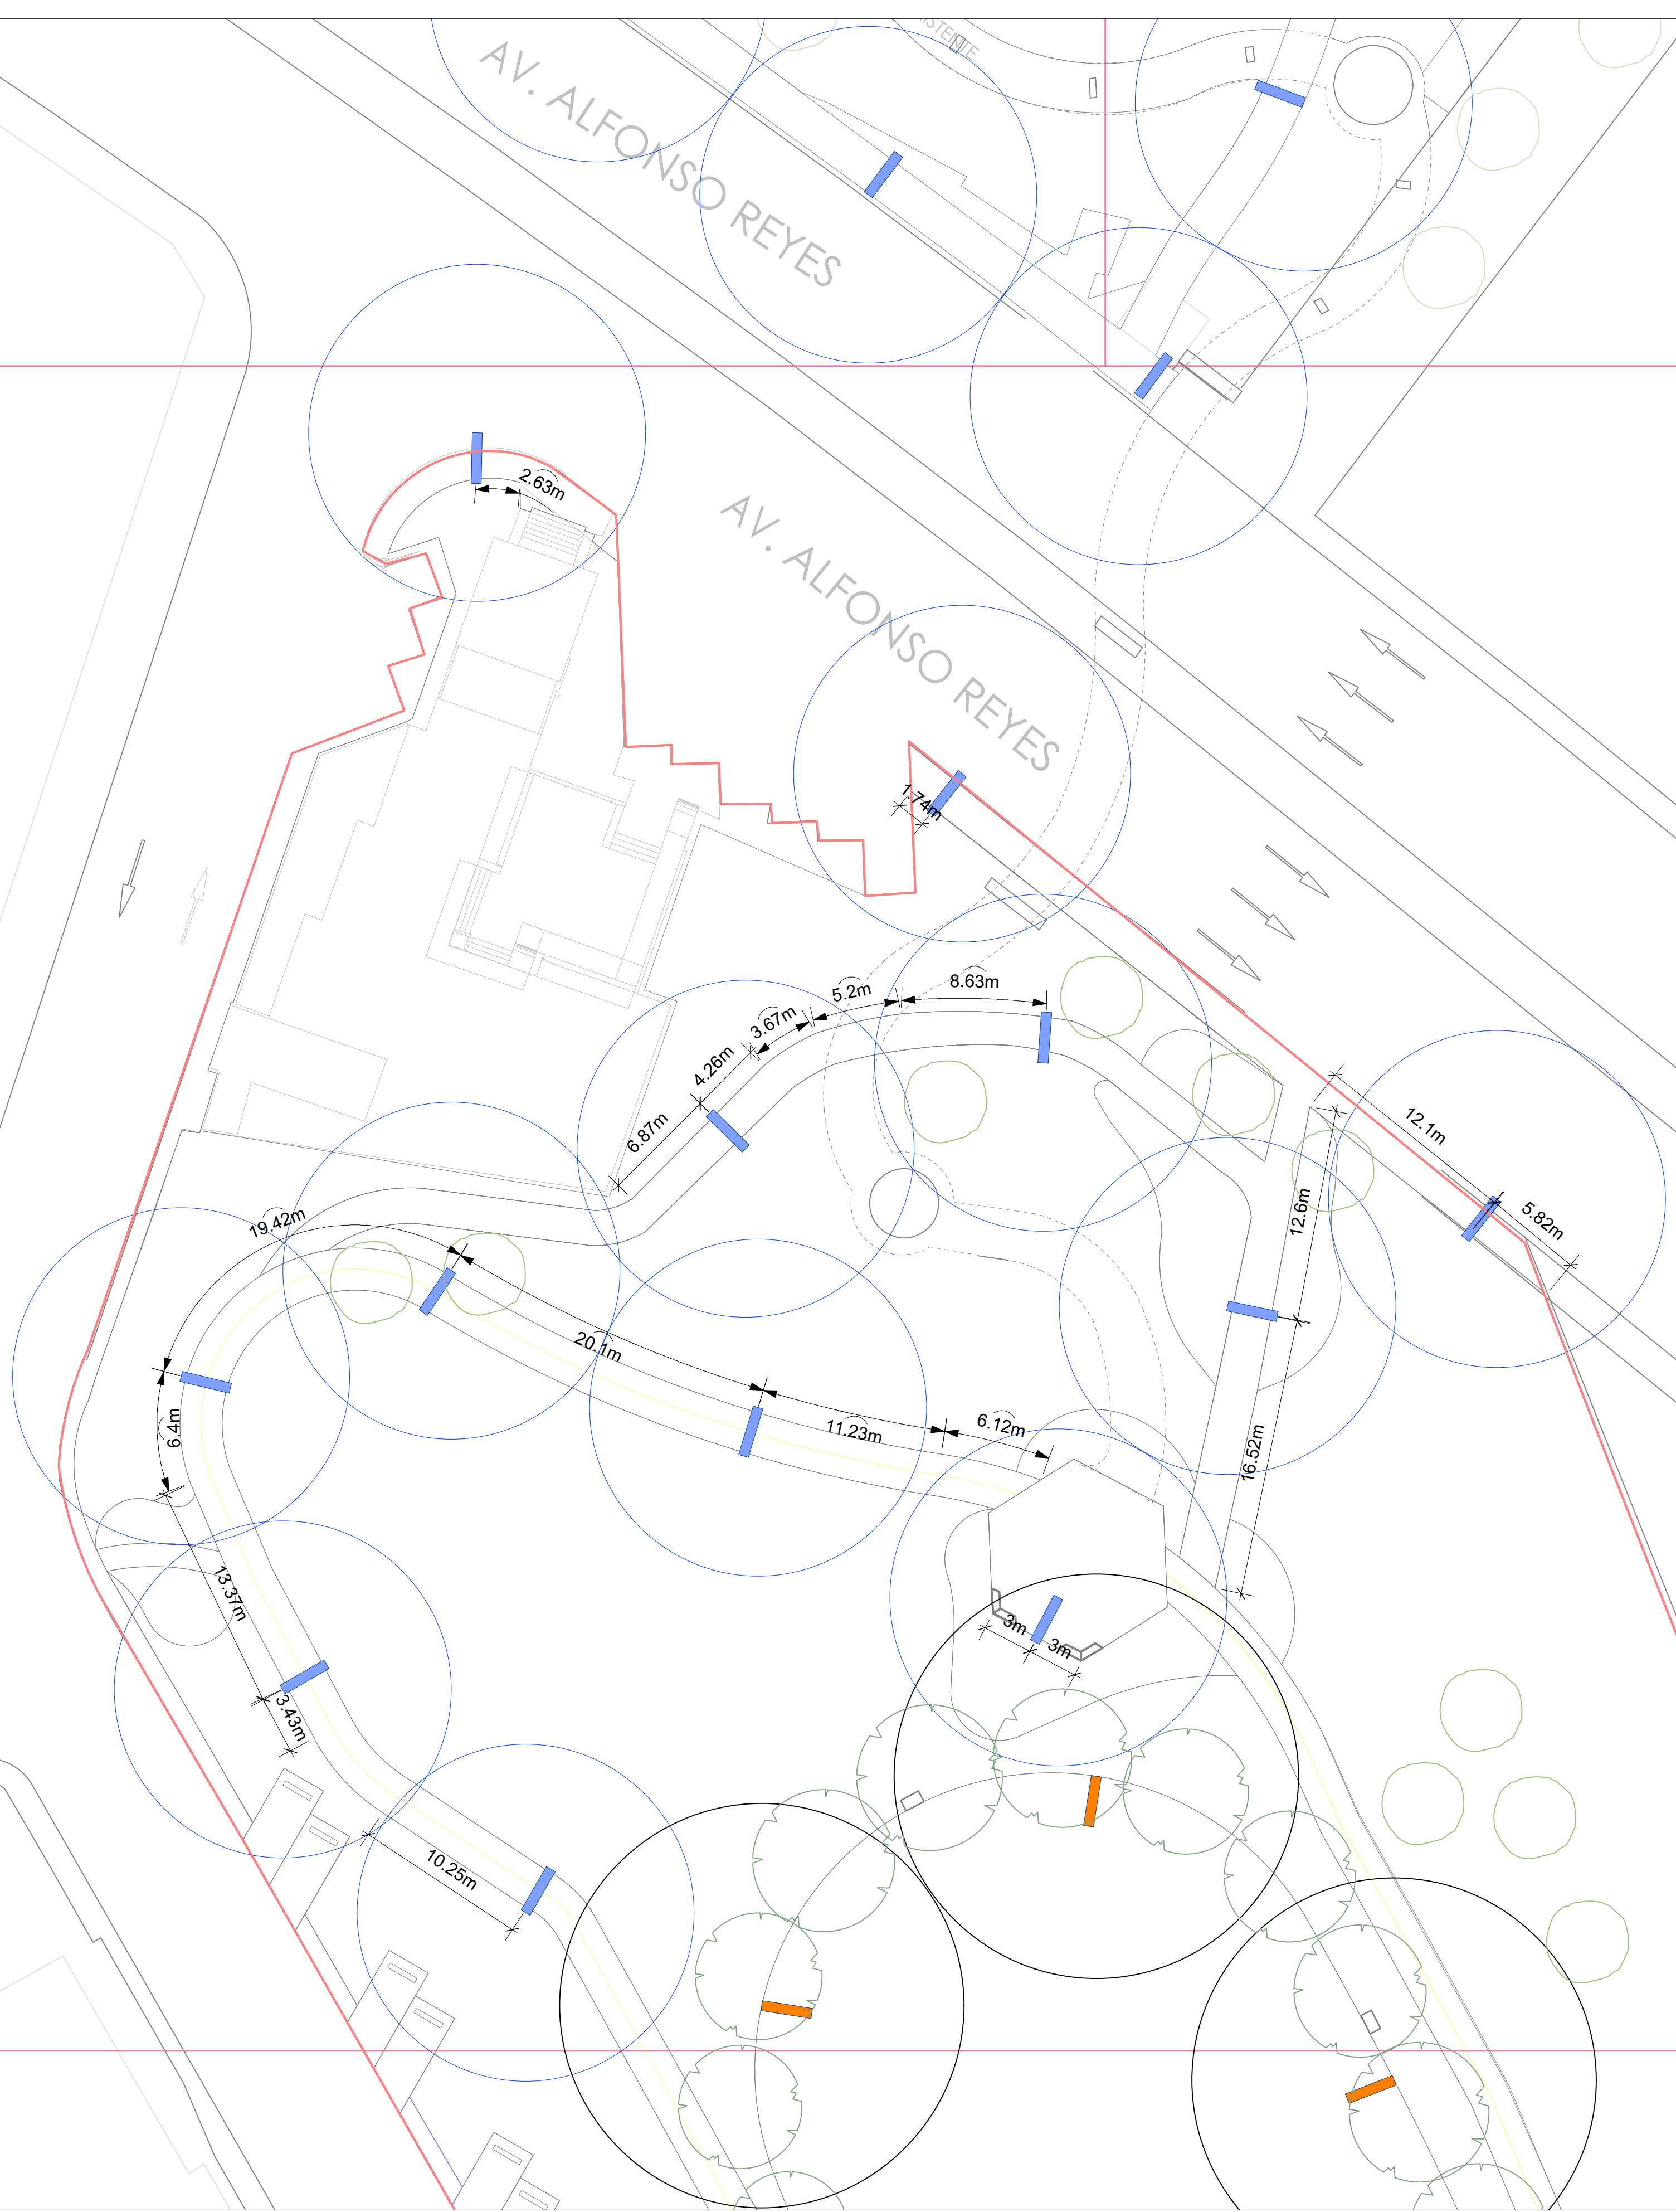 AV. ALFONSO REYES
2.63m
AV. ALFONSO REYES
1.74m
8.63m
5.2m
3.67m
4.26m
6.87m
12.1m
5.82m
12.6m
19.42m
20.1m
11.23m
6.12m
6.4m
16.52m
13.37m
3m
3m
3.43m
10.25m